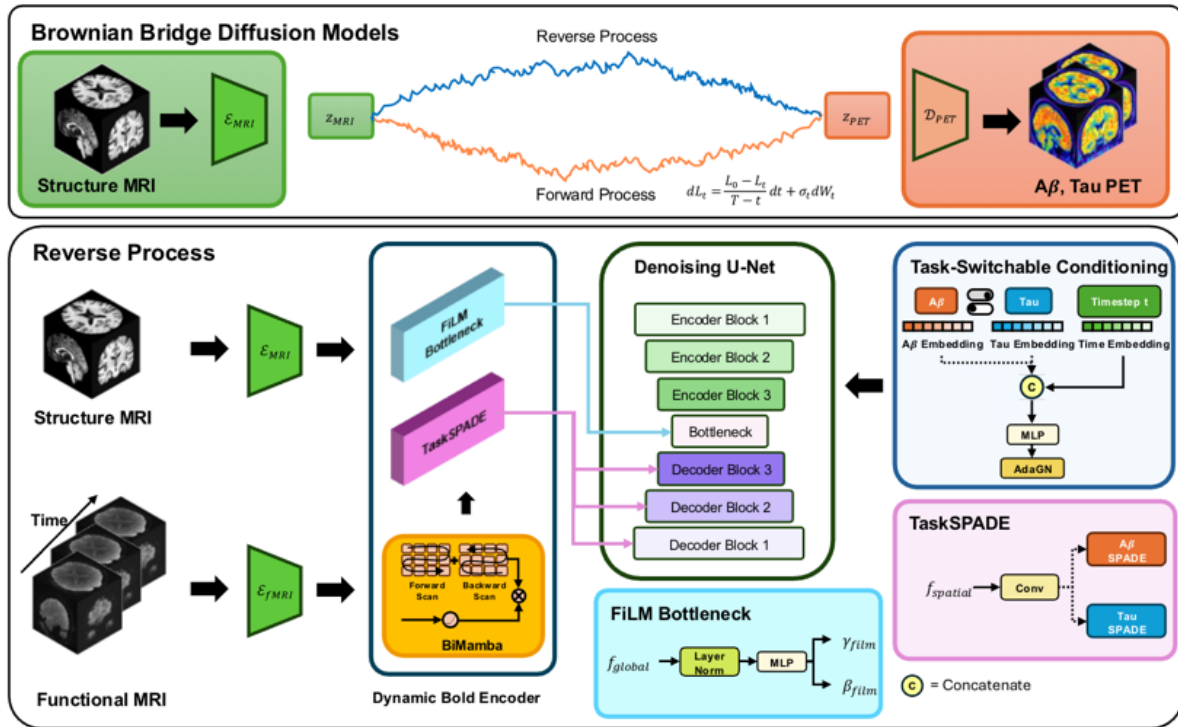 Brownian Bridge Diffusion Models
Structure MRI
ℰ_MRI
z_MRI
Reverse Process
Forward Process
dL_t = \frac{L_0 − L_t}{T − t} dt + σ_t dW_t
z_PET
𝒟_PET
Aβ, Tau PET
Reverse Process
Structure MRI
ℰ_MRI
Time
Functional MRI
ℰ_fMRI
FiLM
Bottleneck
TaskSPADE
Forward
Scan
+
Backward
Scan
BiMamba
Dynamic Bold Encoder
Denoising U-Net
Encoder Block 1
Encoder Block 2
Encoder Block 3
Bottleneck
Decoder Block 3
Decoder Block 2
Decoder Block 1
FiLM Bottleneck
f_global
Layer
Norm
MLP
γ_film
β_film
Task-Switchable Conditioning
Aβ
Tau
Timestep t
Aβ Embedding
Tau Embedding
Time Embedding
C
MLP
AdaGN
TaskSPADE
f_spatial
Conv
Aβ
SPADE
Tau
SPADE
C = Concatenate